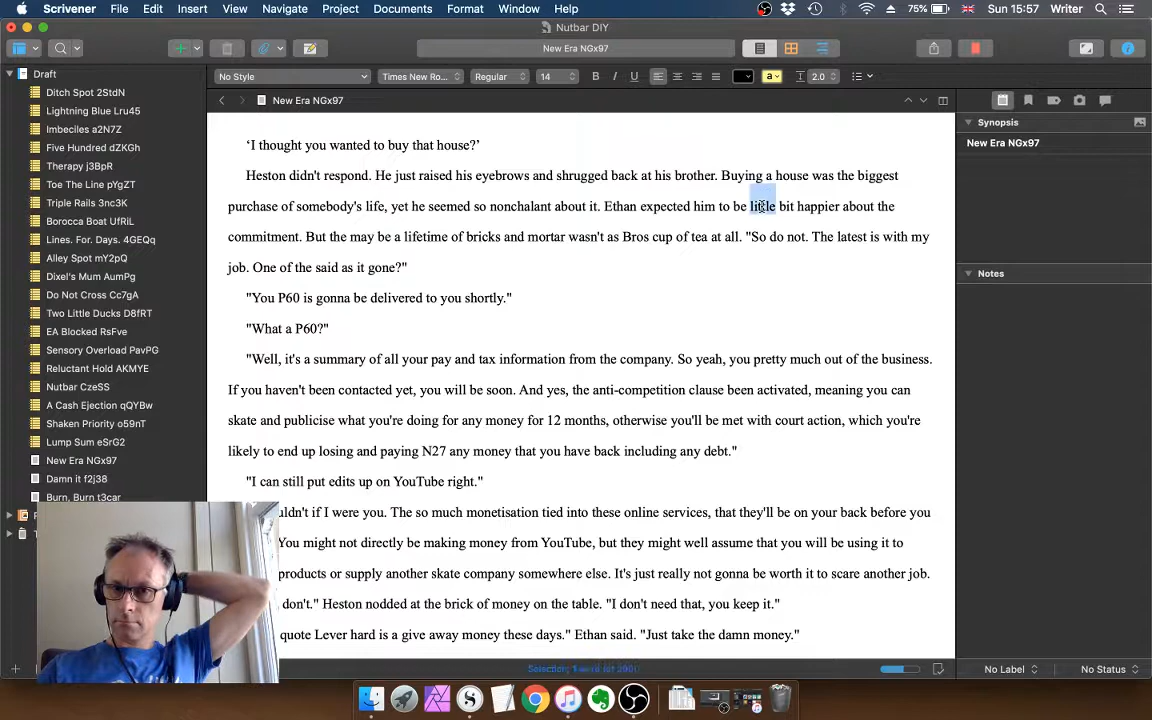 Scrivener File Edit Insert View Navigate Project Documents Format Window Help 75% Sun 15:57 Writer
Nutbar DIY
New Era NGx97
No Style Times New Ro... Regular 14 B I U a 2.0
New Era NGx97
Draft
Ditch Spot 2StdN
Lightning Blue Lru45
Imbeciles a2N7Z
Five Hundred dZKGh
Therapy j3BpR
Toe The Line pYgZT
Triple Rails 3nc3K
Borocca Boat UfRiL
Lines. For. Days. 4GEQq
Alley Spot mY2pQ
Dixel's Mum AumPg
Do Not Cross Cc7gA
Two Little Ducks D8fRT
EA Blocked RsFve
Sensory Overload PavPG
Reluctant Hold AKMYE
Nutbar CzeSS
A Cash Ejection qQYBw
Shaken Priority o59nT
Lump Sum eSrG2
New Era NGx97
Damn it f2j38
Burn, Burn t3car
‘I thought you wanted to buy that house?’
Heston didn't respond. He just raised his eyebrows and shrugged back at his brother. Buying a house was the biggest
purchase of somebody's life, yet he seemed so nonchalant about it. Ethan expected him to be little bit happier about the
commitment. But the may be a lifetime of bricks and mortar wasn't as Bros cup of tea at all. "So do not. The latest is with my
job. One of the said as it gone?"
"You P60 is gonna be delivered to you shortly."
"What a P60?"
"Well, it's a summary of all your pay and tax information from the company. So yeah, you pretty much out of the business.
If you haven't been contacted yet, you will be soon. And yes, the anti-competition clause been activated, meaning you can
skate and publicise what you're doing for any money for 12 months, otherwise you'll be met with court action, which you're
likely to end up losing and paying N27 any money that you have back including any debt."
"I can still put edits up on YouTube right."
if I were you. The so much monetisation tied into these online services, that they'll be on your back before you
You might not directly be making money from YouTube, but they might well assume that you will be using it to
products or supply another skate company somewhere else. It's just really not gonna be worth it to scare another job.
don't." Heston nodded at the brick of money on the table. "I don't need that, you keep it."
quote Lever hard is a give away money these days." Ethan said. "Just take the damn money."
Synopsis
New Era NGx97
Notes
No Label No Status